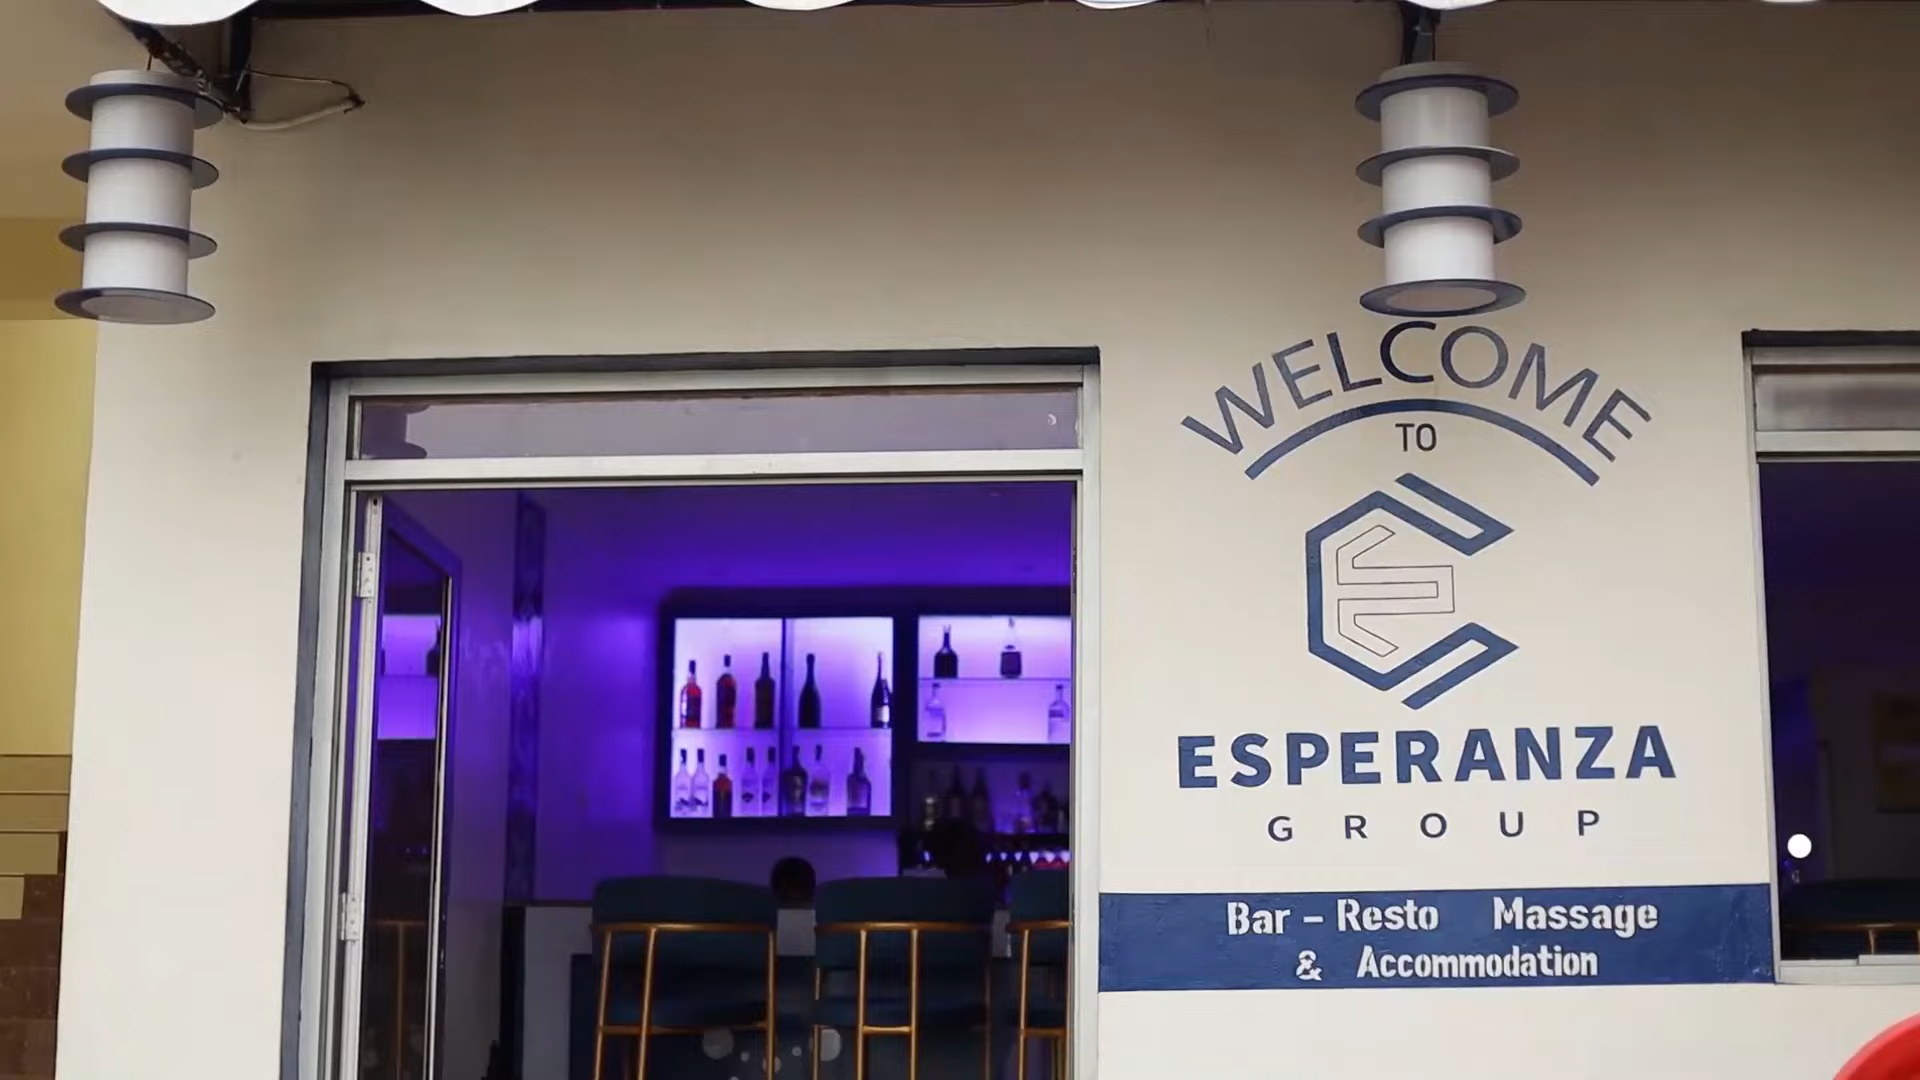 WELCOME
TO
ESPERANZA
GROUP
Bar - Resto Massage
& Accommodation